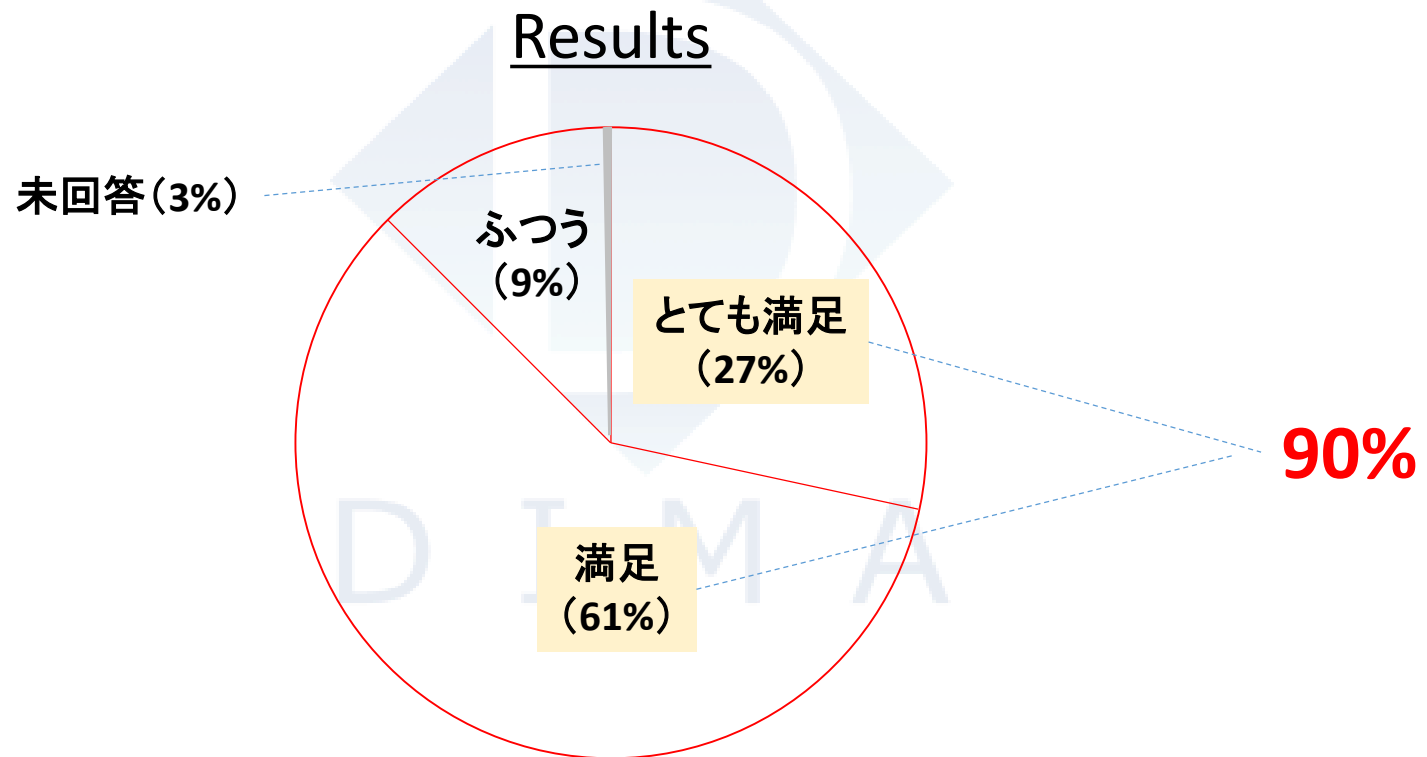 Results
未回答(3%)
ふつう
(9%)
とても満足
(27%)
90%
満足
(61%)
DIMA